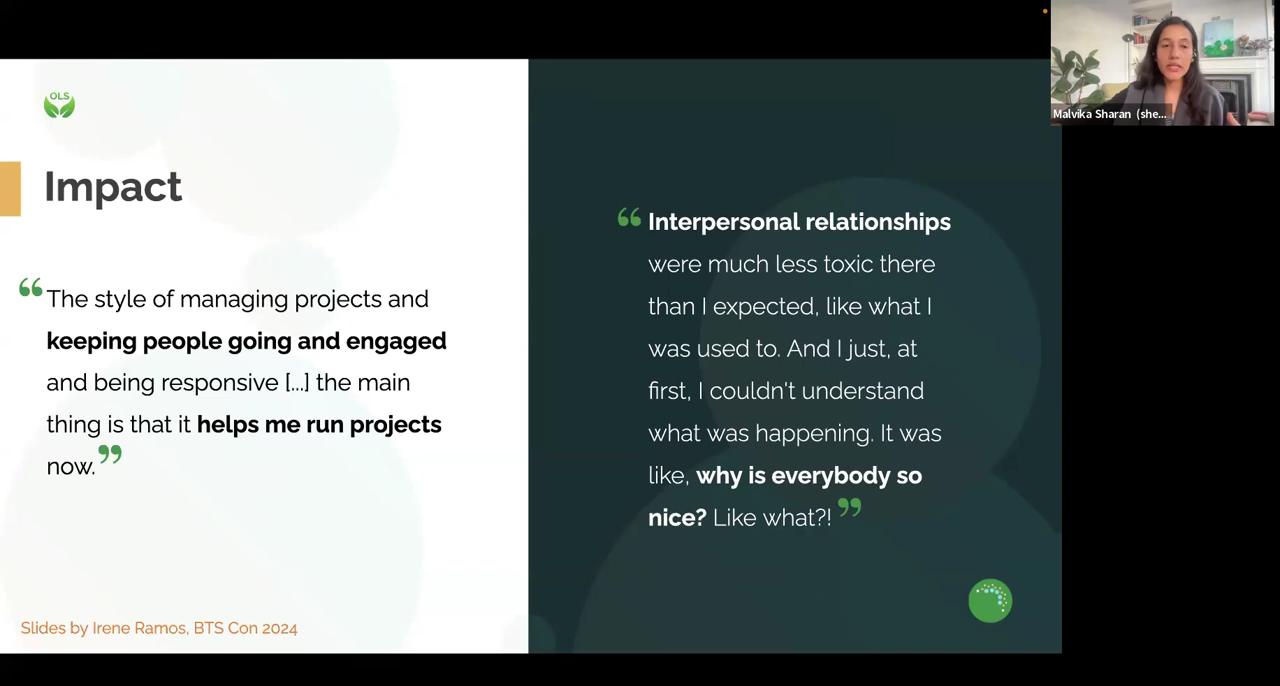 OLS
Impact
“The style of managing projects and
keeping people going and engaged
and being responsive [...] the main
thing is that it helps me run projects
now.”
Slides by Irene Ramos, BTS Con 2024
“Interpersonal relationships
were much less toxic there
than I expected, like what I
was used to. And I just, at
first, I couldn't understand
what was happening. It was
like, why is everybody so
nice? Like what?!”
Malvika Sharan (she...